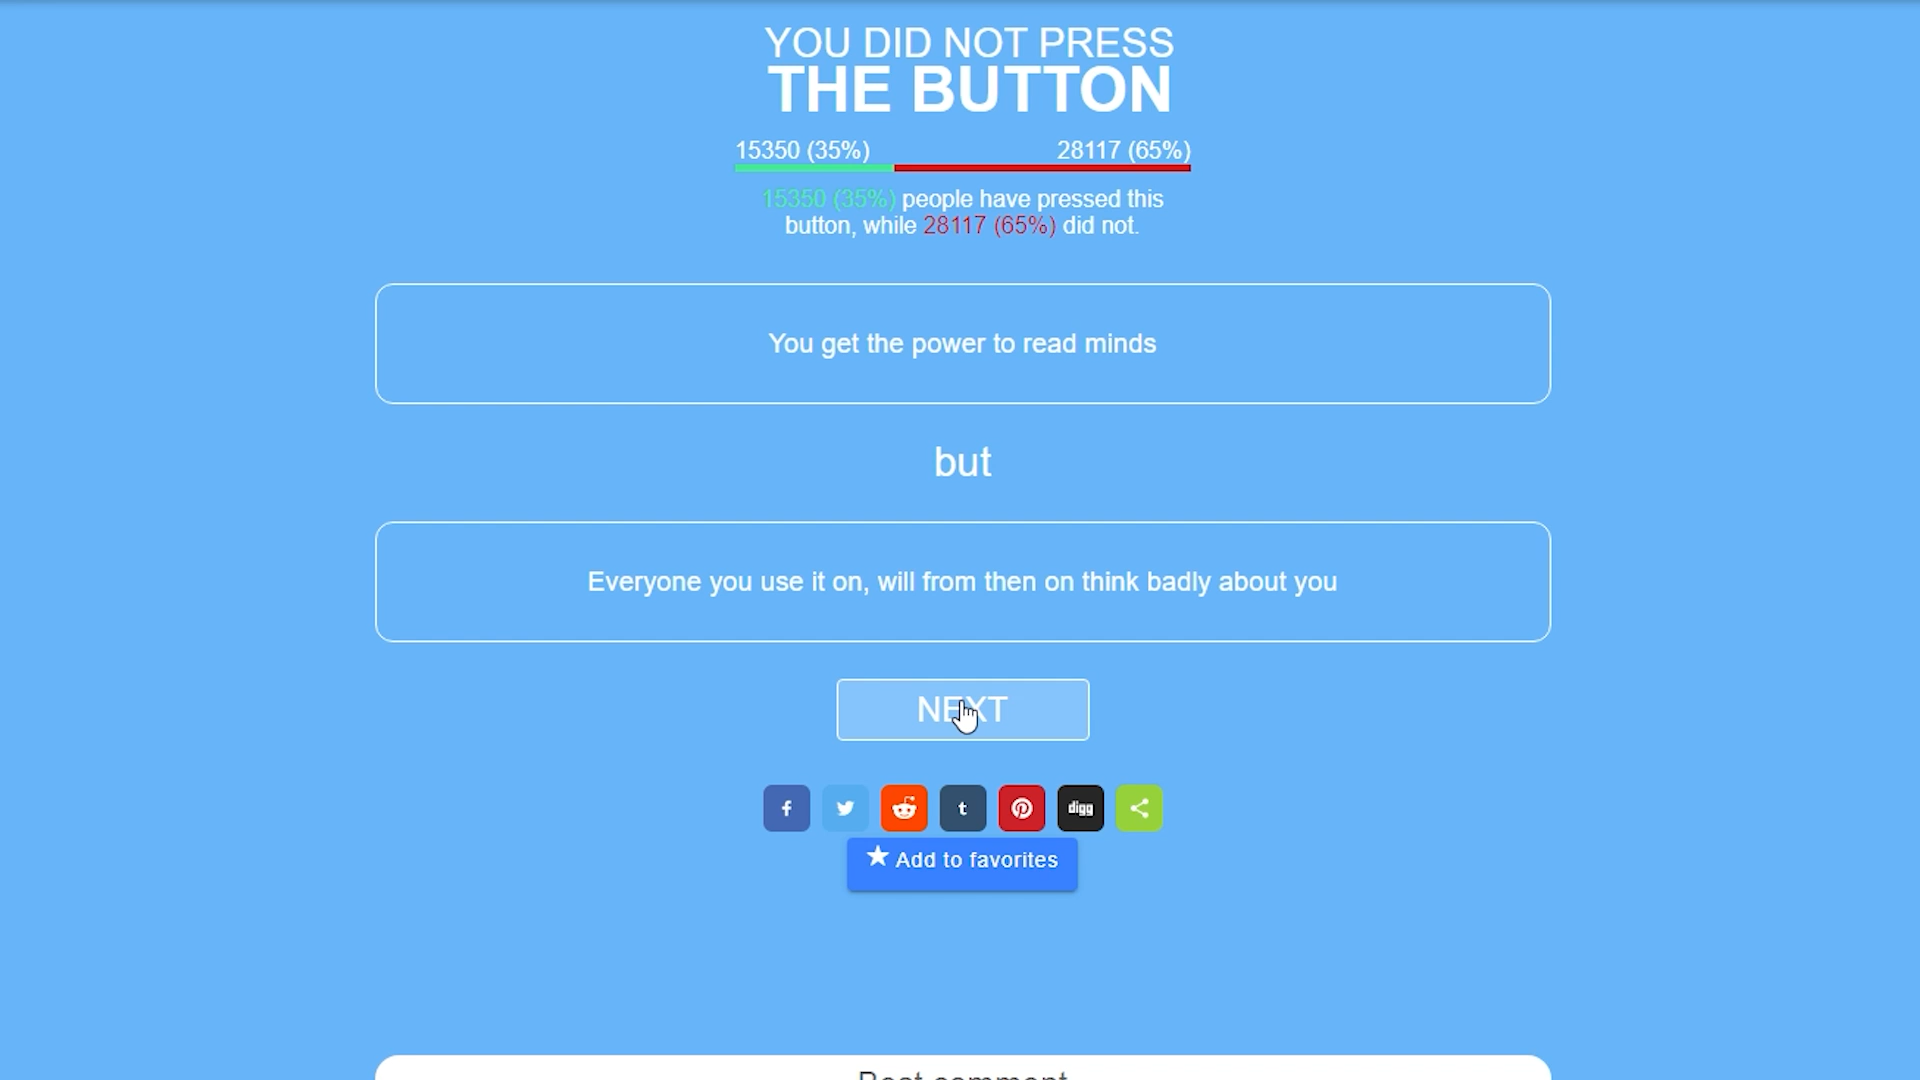 YOU DID NOT PRESS
THE BUTTON
15350 (35%) 28117 (65%)
15350 (35%) people have pressed this
button, while 28117 (65%) did not.
You get the power to read minds
but
Everyone you use it on, will from then on think badly about you
NEXT
f
t
digg
★ Add to favorites
Best comment